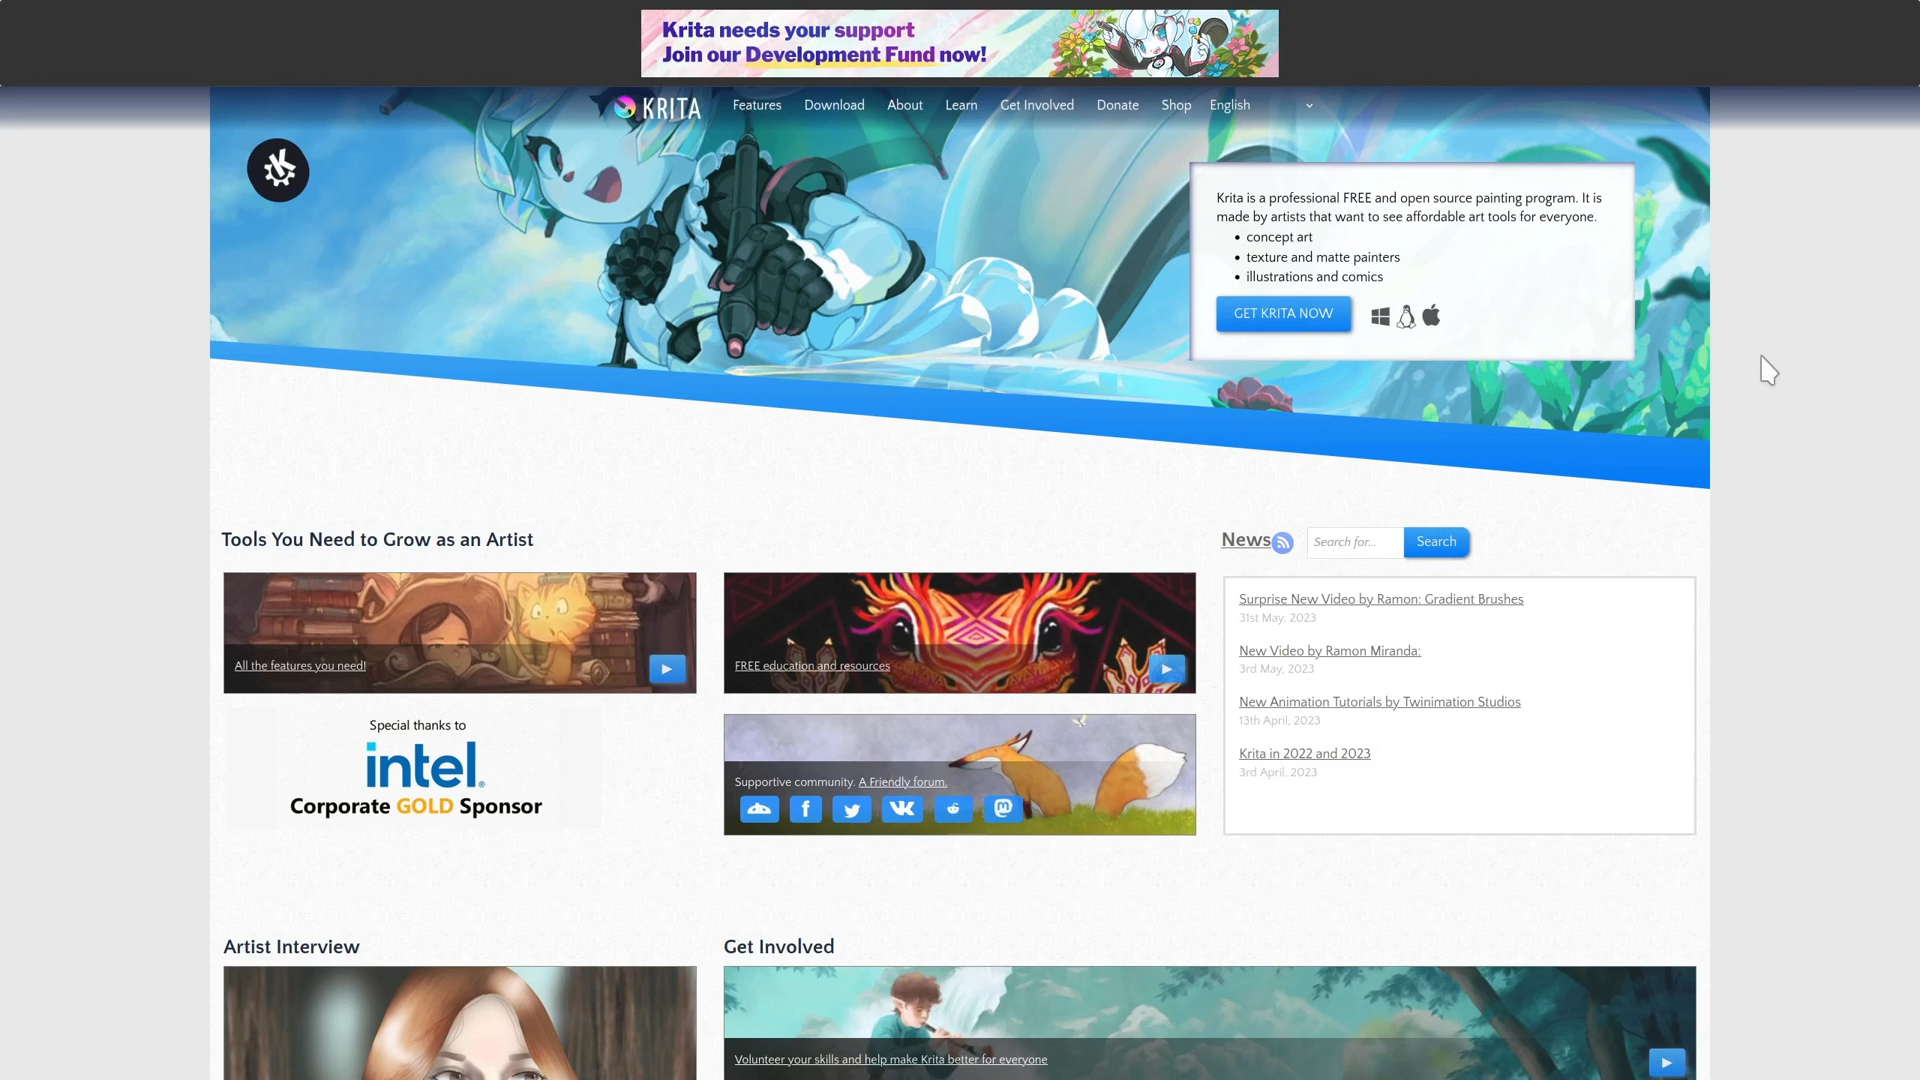 Krita needs your support
Join our Development Fund now!
KRITA
Features
Download
About
Learn
Get Involved
Donate
Shop
English
Krita is a professional FREE and open source painting program. It is
made by artists that want to see affordable art tools for everyone.
concept art
texture and matte painters
illustrations and comics
GET KRITA NOW
Tools You Need to Grow as an Artist
All the features you need!
FREE education and resources
Special thanks to
intel.
Corporate GOLD Sponsor
Supportive community. A Friendly forum.
News
Search for...
Search
Surprise New Video by Ramon: Gradient Brushes
31st May, 2023
New Video by Ramon Miranda:
3rd May, 2023
New Animation Tutorials by Twinimation Studios
13th April, 2023
Krita in 2022 and 2023
3rd April, 2023
Artist Interview
Get Involved
Volunteer your skills and help make Krita better for everyone